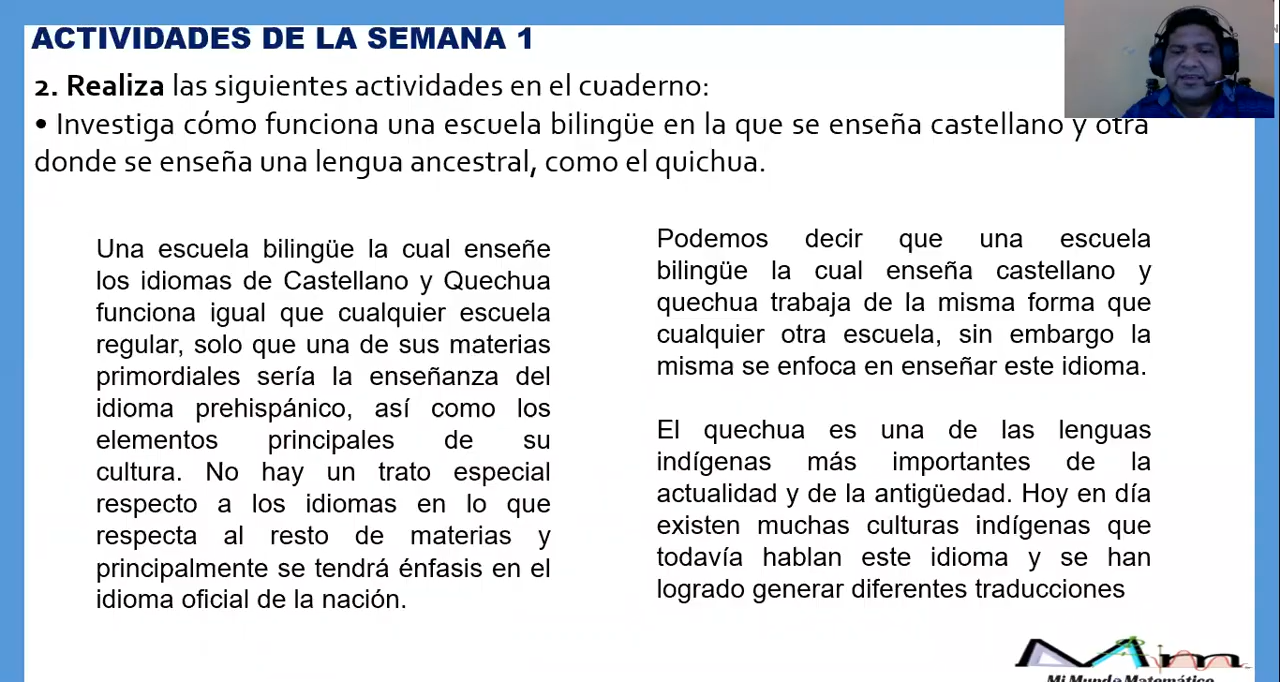 ACTIVIDADES DE LA SEMANA 1
2. Realiza las siguientes actividades en el cuaderno:
• Investiga cómo funciona una escuela bilingüe en la que se enseña castellano y otra
donde se enseña una lengua ancestral, como el quichua.
Una escuela bilingüe la cual enseñe
los idiomas de Castellano y Quechua
funciona igual que cualquier escuela
regular, solo que una de sus materias
primordiales sería la enseñanza del
idioma prehispánico, así como los
elementos principales de su
cultura. No hay un trato especial
respecto a los idiomas en lo que
respecta al resto de materias y
principalmente se tendrá énfasis en el
idioma oficial de la nación.
Podemos decir que una escuela
bilingüe la cual enseña castellano y
quechua trabaja de la misma forma que
cualquier otra escuela, sin embargo la
misma se enfoca en enseñar este idioma.
El quechua es una de las lenguas
indígenas más importantes de la
actualidad y de la antigüedad. Hoy en día
existen muchas culturas indígenas que
todavía hablan este idioma y se han
logrado generar diferentes traducciones
Mi Mundo Matemático